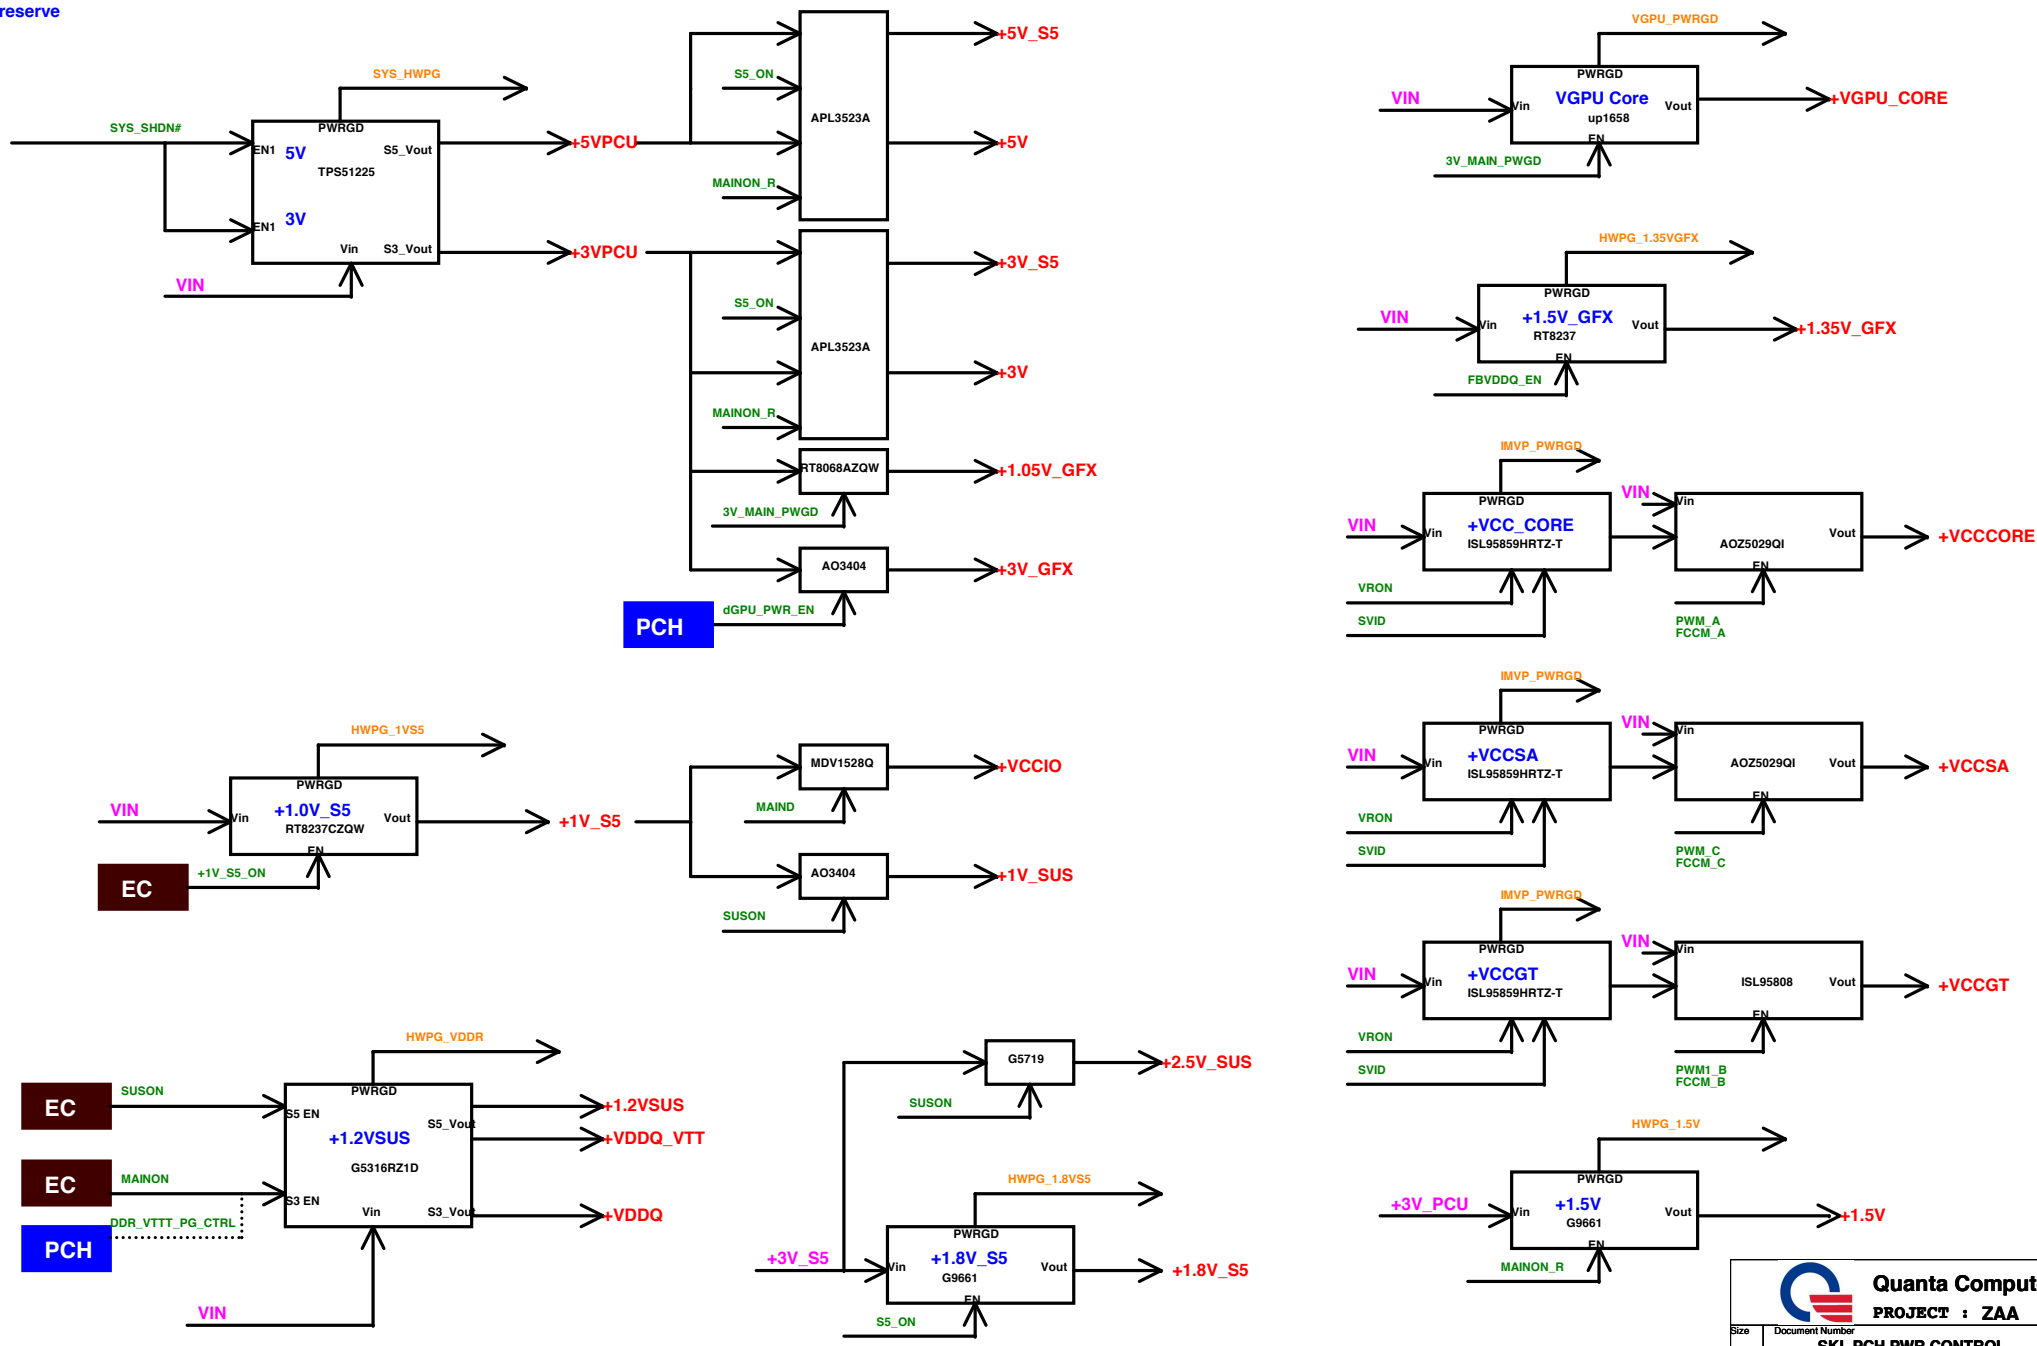 reserve
SYS_HWPG
SYS_SHDN#
PWRGD
EN1
5V
S5_Vout
TPS51225
EN1
3V
Vin
S3_Vout
VIN
+5VPCU
+3VPCU
S5_ON
APL3523A
MAINON_R
+5V_S5
+5V
S5_ON
APL3523A
MAINON_R
+3V_S5
+3V
RT8068AZQW
+1.05V_GFX
3V_MAIN_PWGD
AO3404
+3V_GFX
PCH
dGPU_PWR_EN
HWPG_1VS5
PWRGD
VIN
Vin
+1.0V_S5
Vout
RT8237CZQW
EN
EC
+1V_S5_ON
+1V_S5
MDV1528Q
+VCCIO
MAIND
AO3404
+1V_SUS
SUSON
HWPG_VDDR
EC
SUSON
PWRGD
S5 EN
S5_Vout
+1.2VSUS
G5316RZ1D
EC
MAINON
S3 EN
Vin
S3_Vout
PCH
DDR_VTTT_PG_CTRL
VIN
+1.2VSUS
+VDDQ_VTT
+VDDQ
G5719
+2.5V_SUS
SUSON
HWPG_1.8VS5
PWRGD
+3V_S5
Vin
+1.8V_S5
Vout
G9661
EN
+1.8V_S5
S5_ON
VGPU_PWRGD
PWRGD
VIN
Vin
VGPU Core
Vout
up1658
EN
+VGPU_CORE
3V_MAIN_PWGD
HWPG_1.35VGFX
PWRGD
VIN
Vin
+1.5V_GFX
Vout
RT8237
EN
+1.35V_GFX
FBVDDQ_EN
IMVP_PWRGD
PWRGD
VIN
Vin
+VCC_CORE
ISL95859HRTZ-T
VRON
SVID
VIN
Vin
AOZ5029QI
Vout
EN
+VCCCORE
PWM_A
FCCM_A
IMVP_PWRGD
PWRGD
VIN
Vin
+VCCSA
ISL95859HRTZ-T
VRON
SVID
VIN
Vin
AOZ5029QI
Vout
EN
+VCCSA
PWM_C
FCCM_C
IMVP_PWRGD
PWRGD
VIN
Vin
+VCCGT
ISL95859HRTZ-T
VRON
SVID
VIN
Vin
ISL95808
Vout
EN
+VCCGT
PWM1_B
FCCM_B
HWPG_1.5V
PWRGD
+3V_PCU
Vin
+1.5V
Vout
G9661
EN
+1.5V
MAINON_R
Quanta Comput
PROJECT : ZAA
Size
Document Number
SKL PCH PWR CONTROL